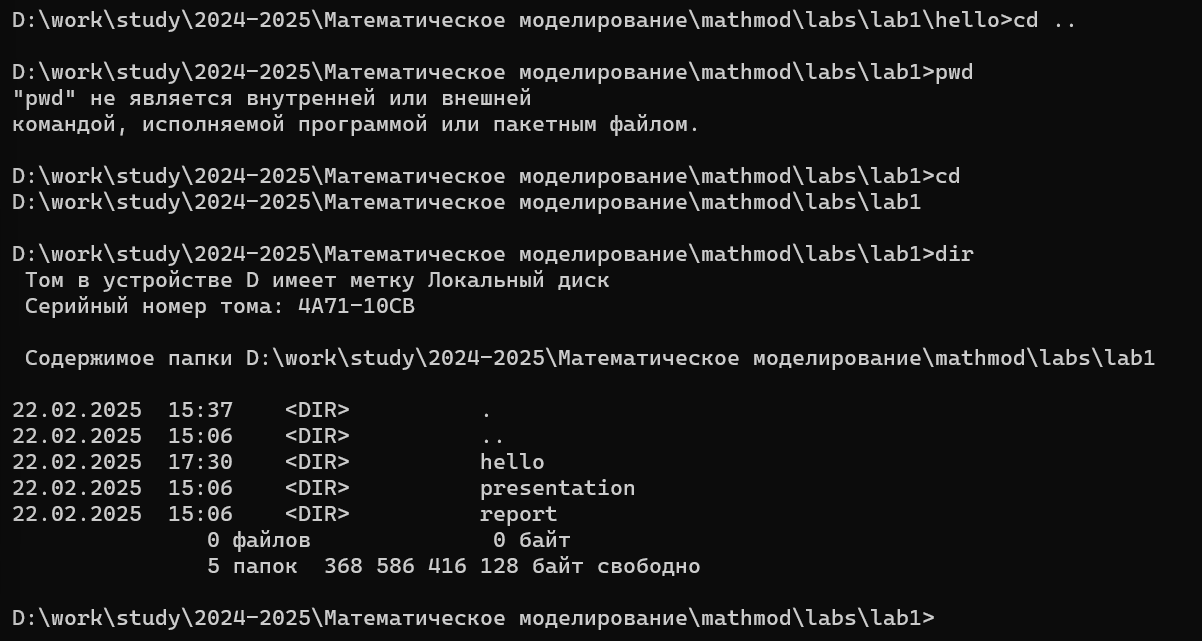 D:\work\study\2024-2025\Математическое моделирование\mathmod\labs\lab1\hello>cd ..
D:\work\study\2024-2025\Математическое моделирование\mathmod\labs\lab1>pwd
"pwd" не является внутренней или внешней
командой, исполняемой программой или пакетным файлом.
D:\work\study\2024-2025\Математическое моделирование\mathmod\labs\lab1>cd
D:\work\study\2024-2025\Математическое моделирование\mathmod\labs\lab1
D:\work\study\2024-2025\Математическое моделирование\mathmod\labs\lab1>dir
Том в устройстве D имеет метку Локальный диск
Серийный номер тома: 4A71-10CB
Содержимое папки D:\work\study\2024-2025\Математическое моделирование\mathmod\labs\lab1
22.02.2025  15:37    <DIR>          .
22.02.2025  15:06    <DIR>          ..
22.02.2025  17:30    <DIR>          hello
22.02.2025  15:06    <DIR>          presentation
22.02.2025  15:06    <DIR>          report
0 файлов              0 байт
5 папок  368 586 416 128 байт свободно
D:\work\study\2024-2025\Математическое моделирование\mathmod\labs\lab1>